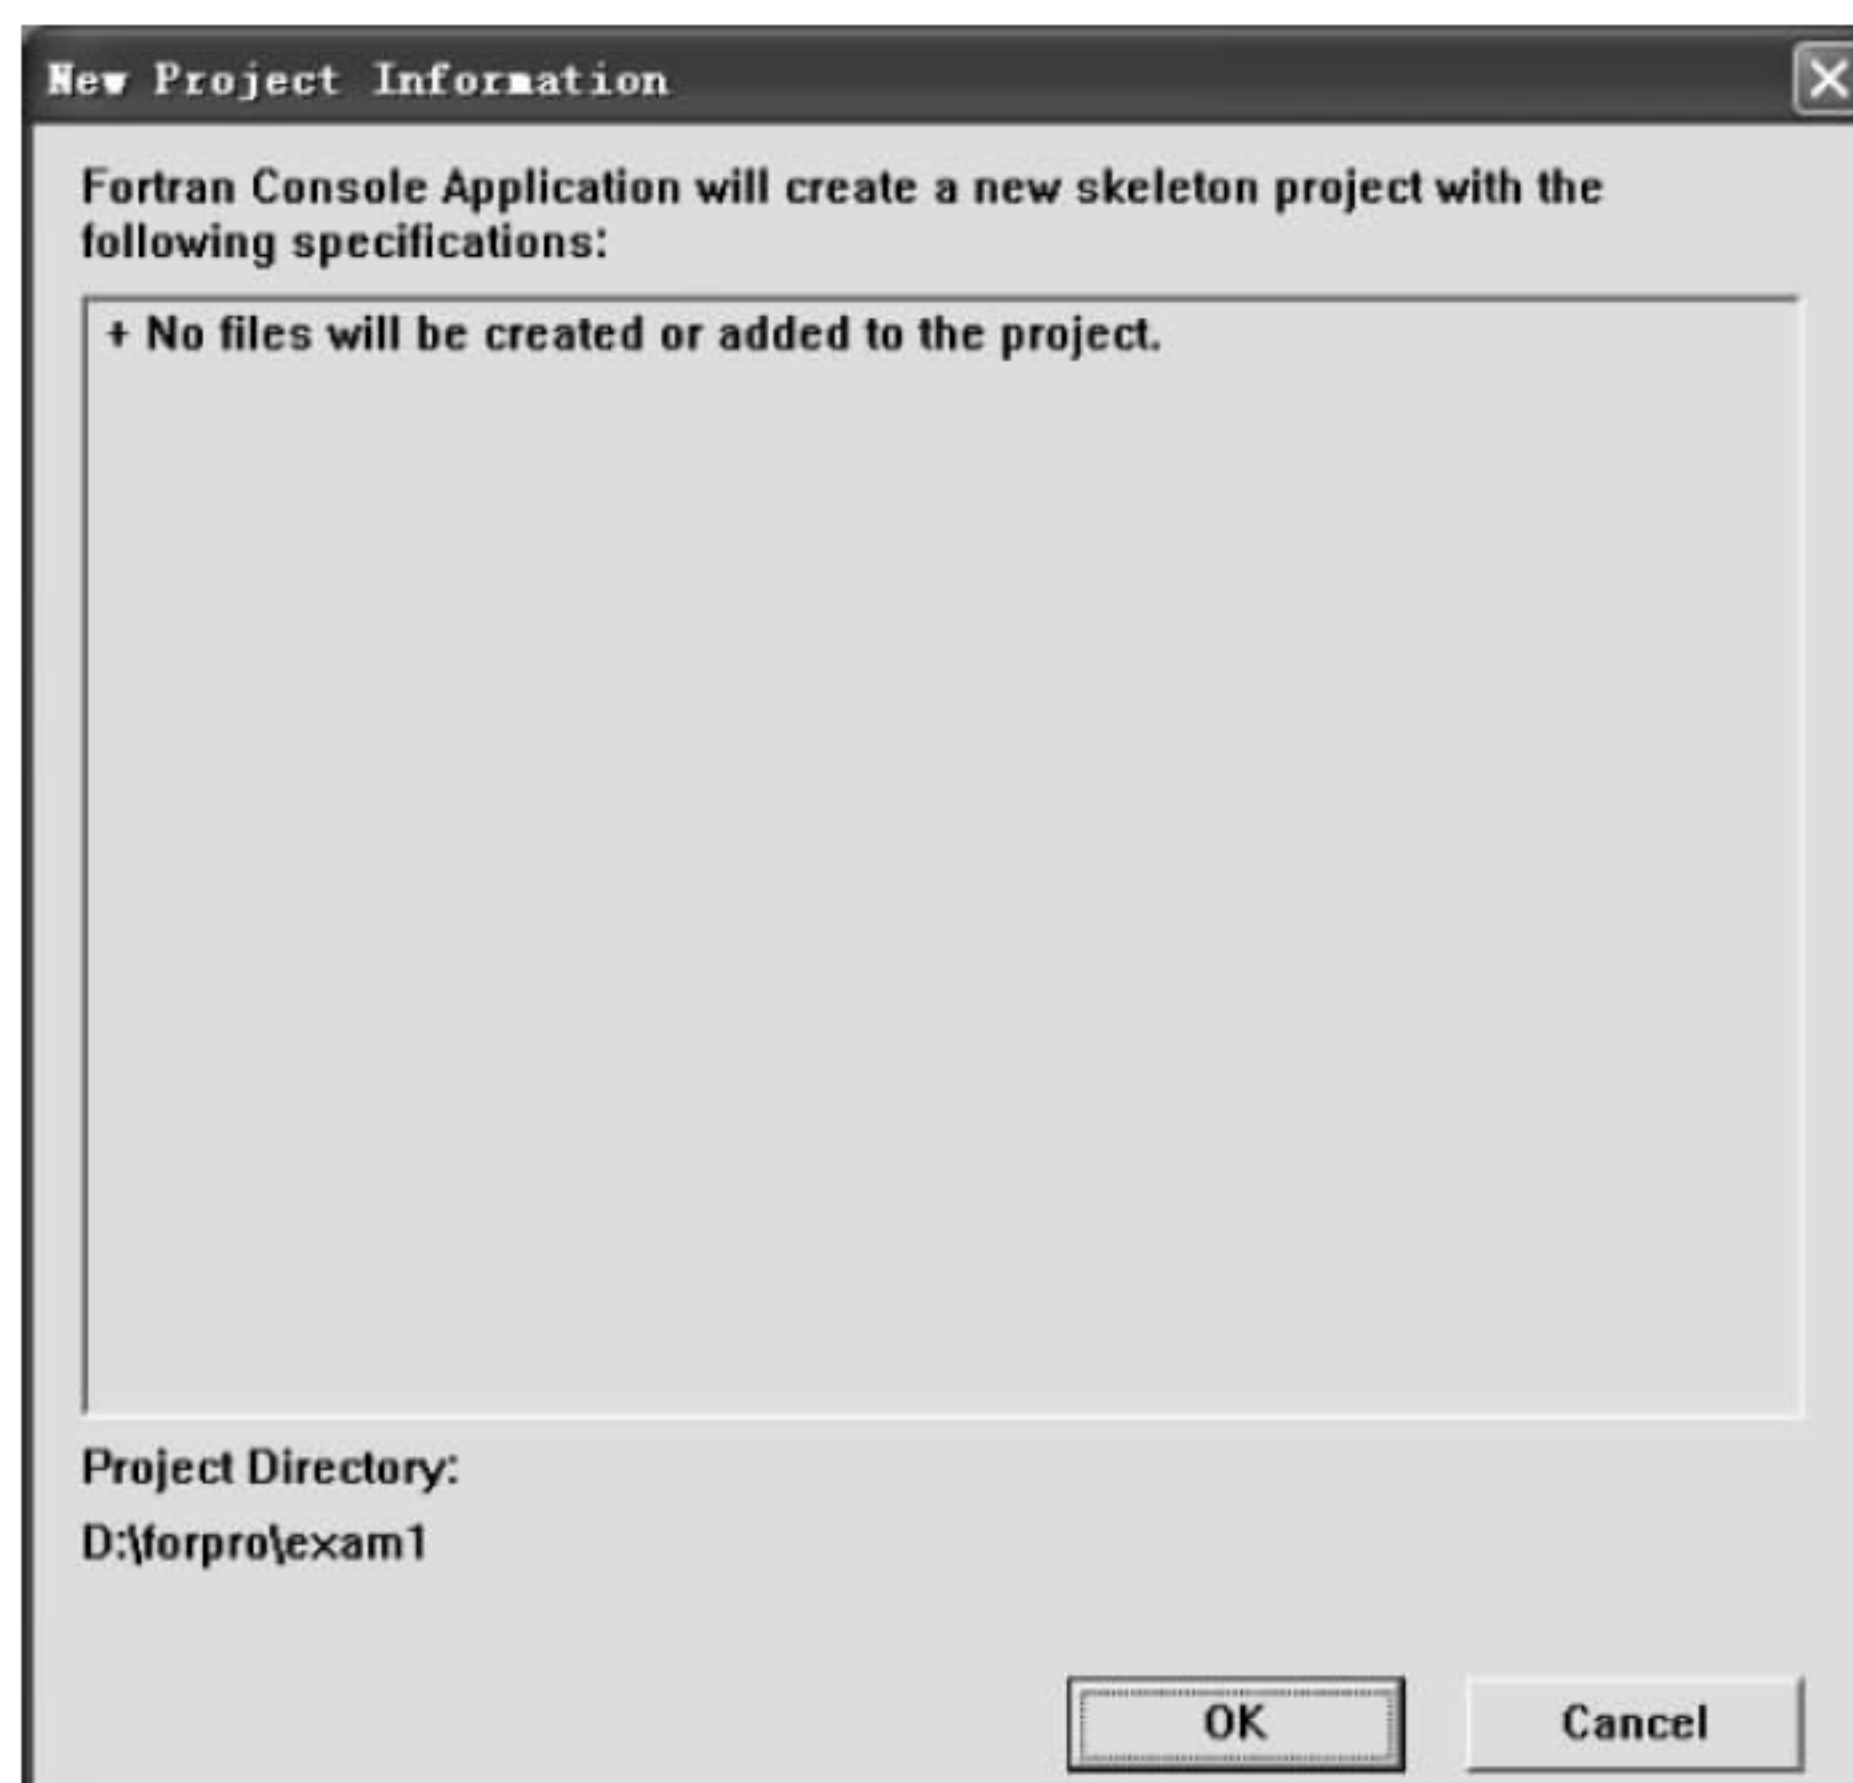 New Project Information
Fortran Console Application will create a new skeleton project with the
following specifications:
+ No files will be created or added to the project.
Project Directory:
D:\forpro\exam1
OK
Cancel